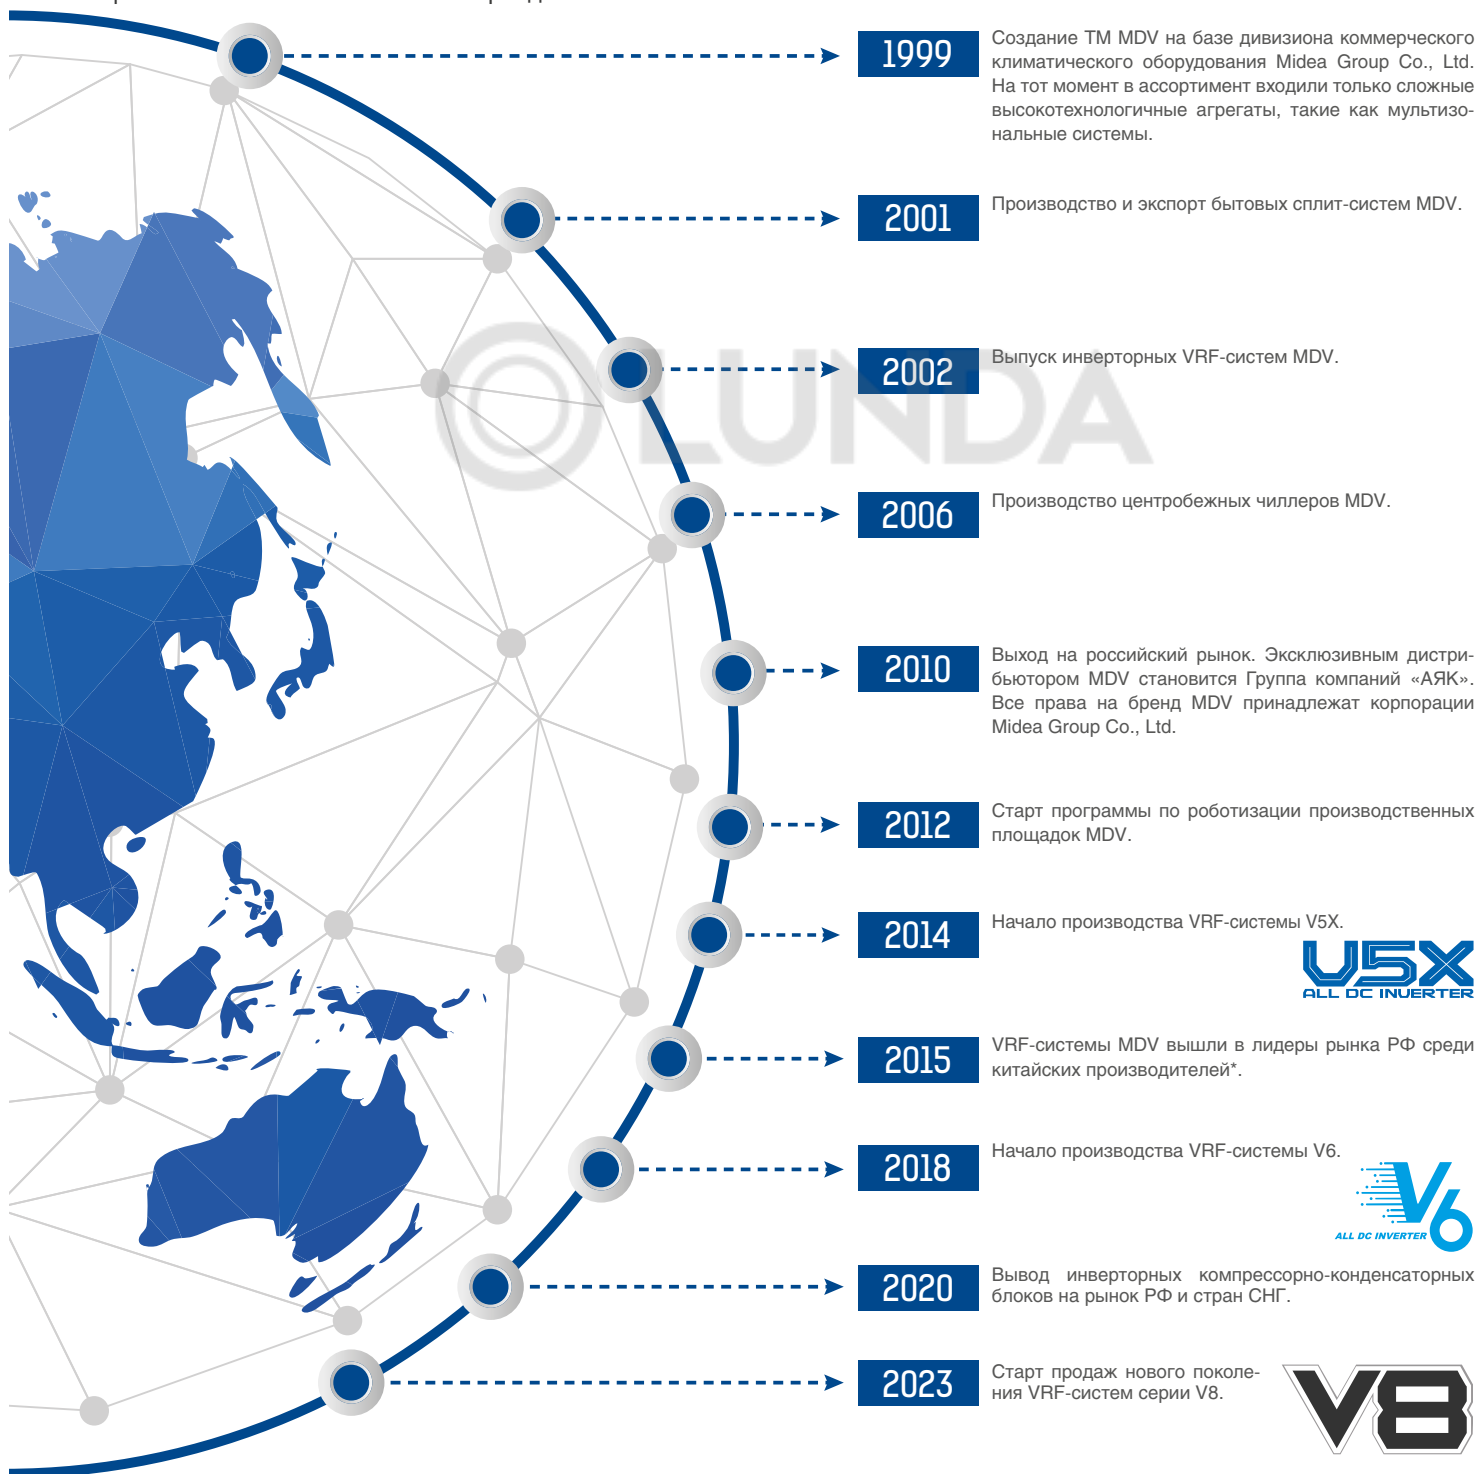 1999
Создание ТМ MDV на базе дивизиона коммерческого
климатического оборудования Midea Group Co., Ltd.
На тот момент в ассортимент входили только сложные
высокотехнологичные агрегаты, такие как мультизо-
нальные системы.
2001
Производство и экспорт бытовых сплит-систем MDV.
2002
Выпуск инверторных VRF-систем MDV.
LUNDA
2006
Производство центробежных чиллеров MDV.
2010
Выход на российский рынок. Эксклюзивным дистри-
бьютором MDV становится Группа компаний «АЯК».
Все права на бренд MDV принадлежат корпорации
Midea Group Co., Ltd.
2012
Старт программы по роботизации производственных
площадок MDV.
2014
Начало производства VRF-системы V5X.
V5X
ALL DC INVERTER
2015
VRF-системы MDV вышли в лидеры рынка РФ среди
китайских производителей*.
2018
Начало производства VRF-системы V6.
V6
ALL DC INVERTER
2020
Вывод инверторных компрессорно-конденсаторных
блоков на рынок РФ и стран СНГ.
2023
Старт продаж нового поколе-
ния VRF-систем серии V8.
V8